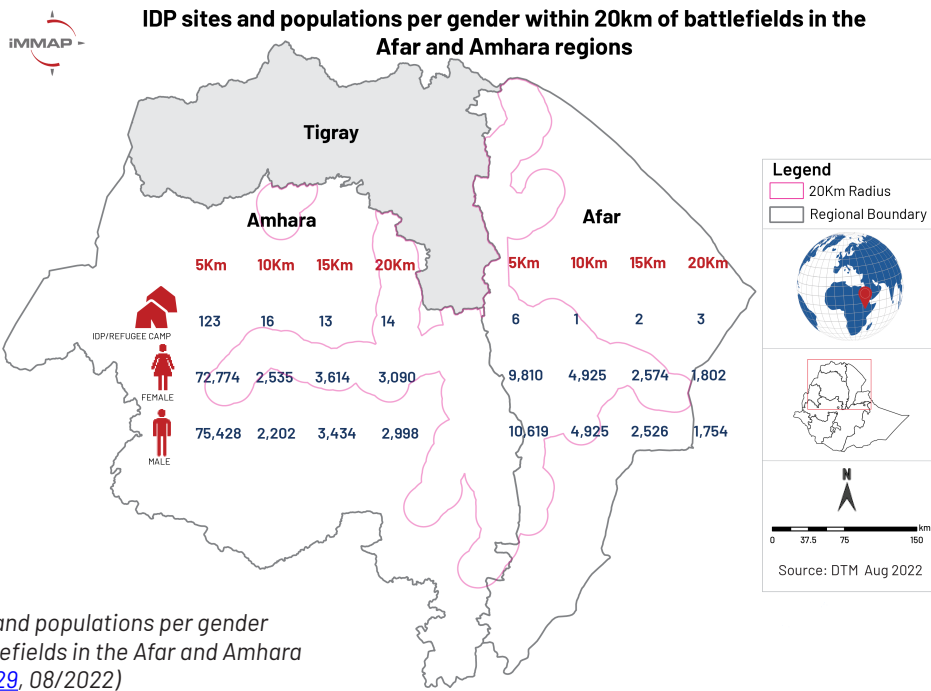 IDP sites and populations per gender within 20km of battlefields in the
Afar and Amhara regions
iMMAP
Tigray
Amhara
Afar
5Km 10Km 15Km 20Km 5Km 10Km 15Km 20Km
IDP/REFUGEE CAMP
123 16 13 14 6 1 2 3
FEMALE
72,774 2,535 3,614 3,090 9,810 4,925 2,574 1,802
MALE
75,428 2,202 3,434 2,998 10,619 4,925 2,526 1,754
Legend
20Km Radius
Regional Boundary
N
km
0 37.5 75 150
Source: DTM Aug 2022
and populations per gender
efields in the Afar and Amhara
29, 08/2022)